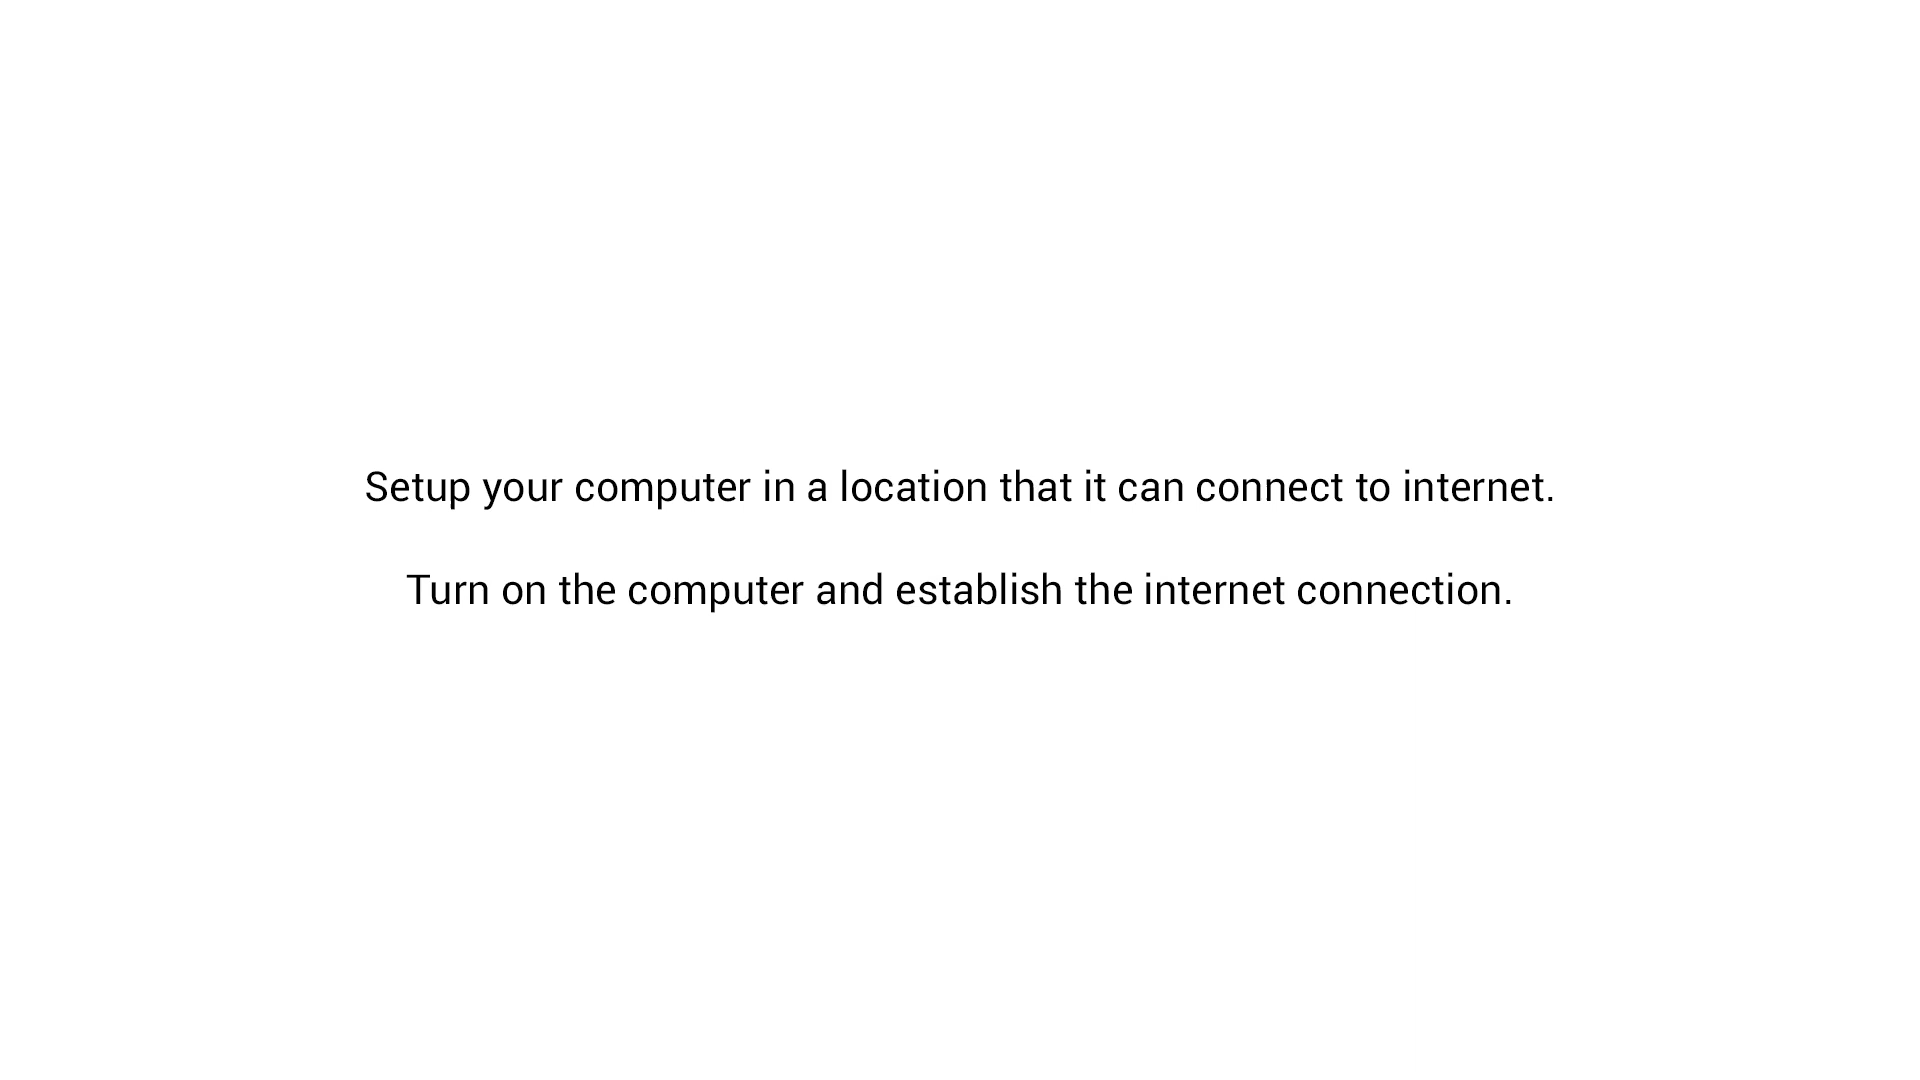 Setup your computer in a location that it can connect to internet.
Turn on the computer and establish the internet connection.